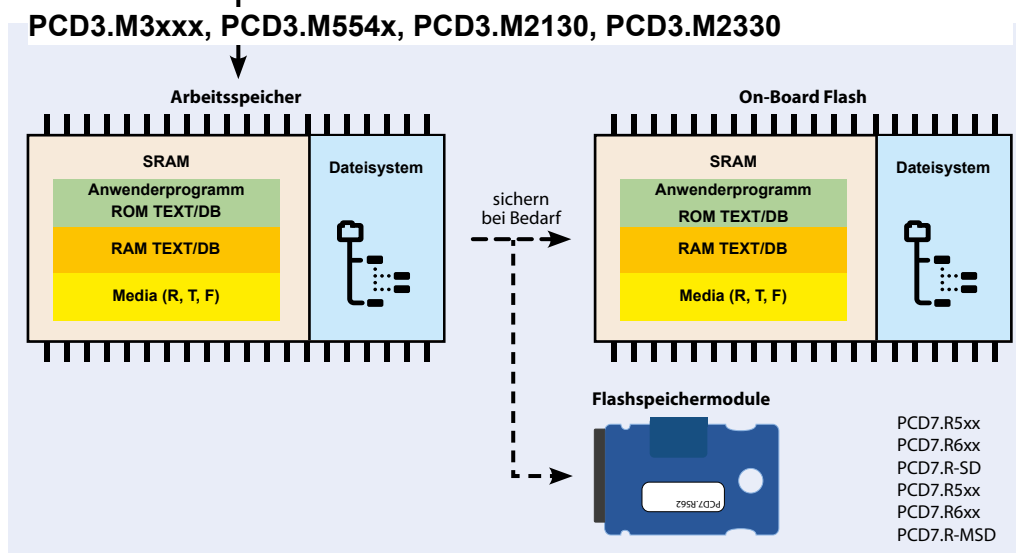 PCD3.M3xxx, PCD3.M554x, PCD3.M2130, PCD3.M2330
Arbeitsspeicher
SRAM
Anwenderprogramm
ROM TEXT/DB
RAM TEXT/DB
Media (R, T, F)
Dateisystem
sichern
bei Bedarf
On-Board Flash
SRAM
Anwenderprogramm
ROM TEXT/DB
RAM TEXT/DB
Media (R, T, F)
Dateisystem
Flashspeichermodule
PCD7.R562
PCD7.R5xx
PCD7.R6xx
PCD7.R-SD
PCD7.R5xx
PCD7.R6xx
PCD7.R-MSD